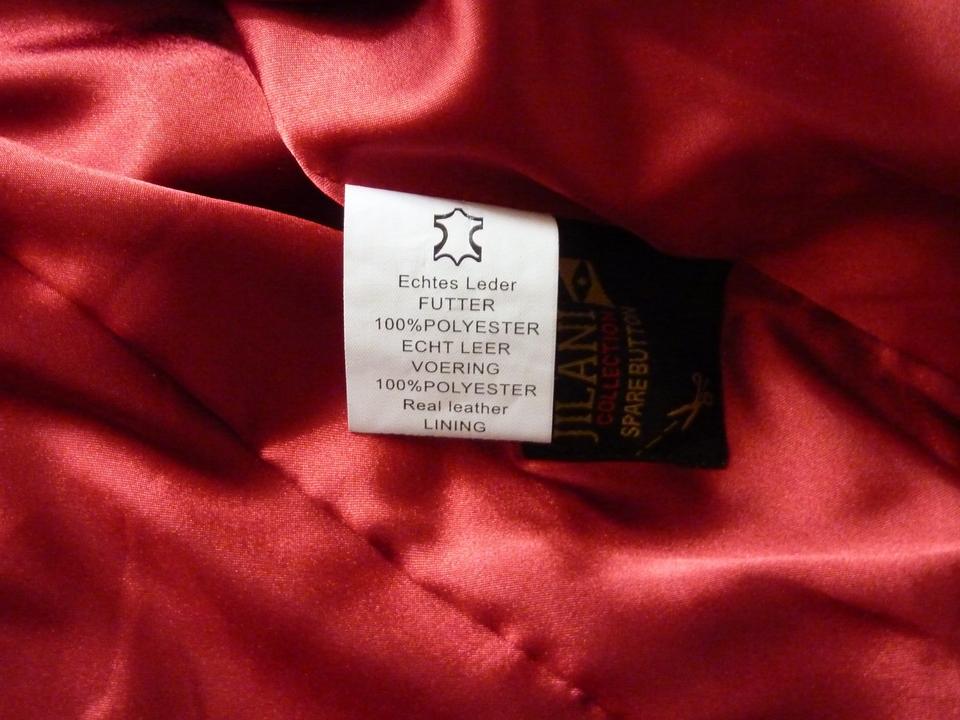 Echtes Leder
FUTTER
100%POLYESTER
ECHT LEER
VOERING
100%POLYESTER
Real leather
LINING
JILANI
COLLECTION
SPARE BUTTON